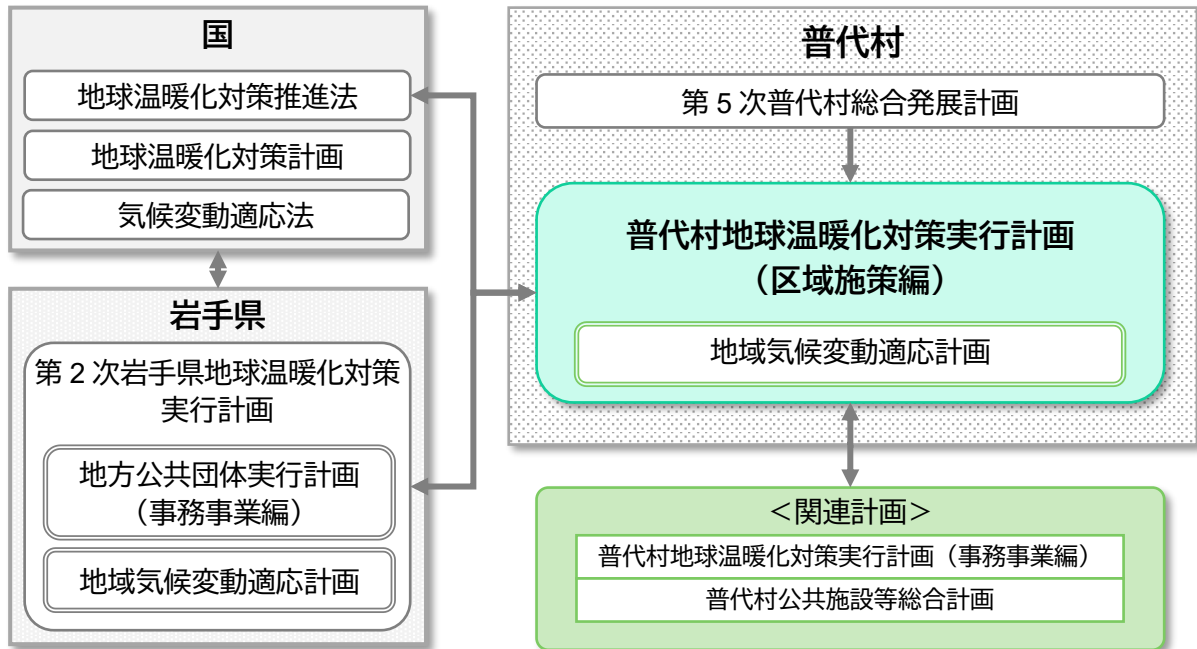 国
地球温暖化対策推進法
地球温暖化対策計画
気候変動適応法
岩手県
第2次岩手県地球温暖化対策
実行計画
地方公共団体実行計画
（事務事業編）
地域気候変動適応計画
普代村
第5次普代村総合発展計画
普代村地球温暖化対策実行計画
（区域施策編）
地域気候変動適応計画
＜関連計画＞
普代村地球温暖化対策実行計画（事務事業編）
普代村公共施設等総合計画